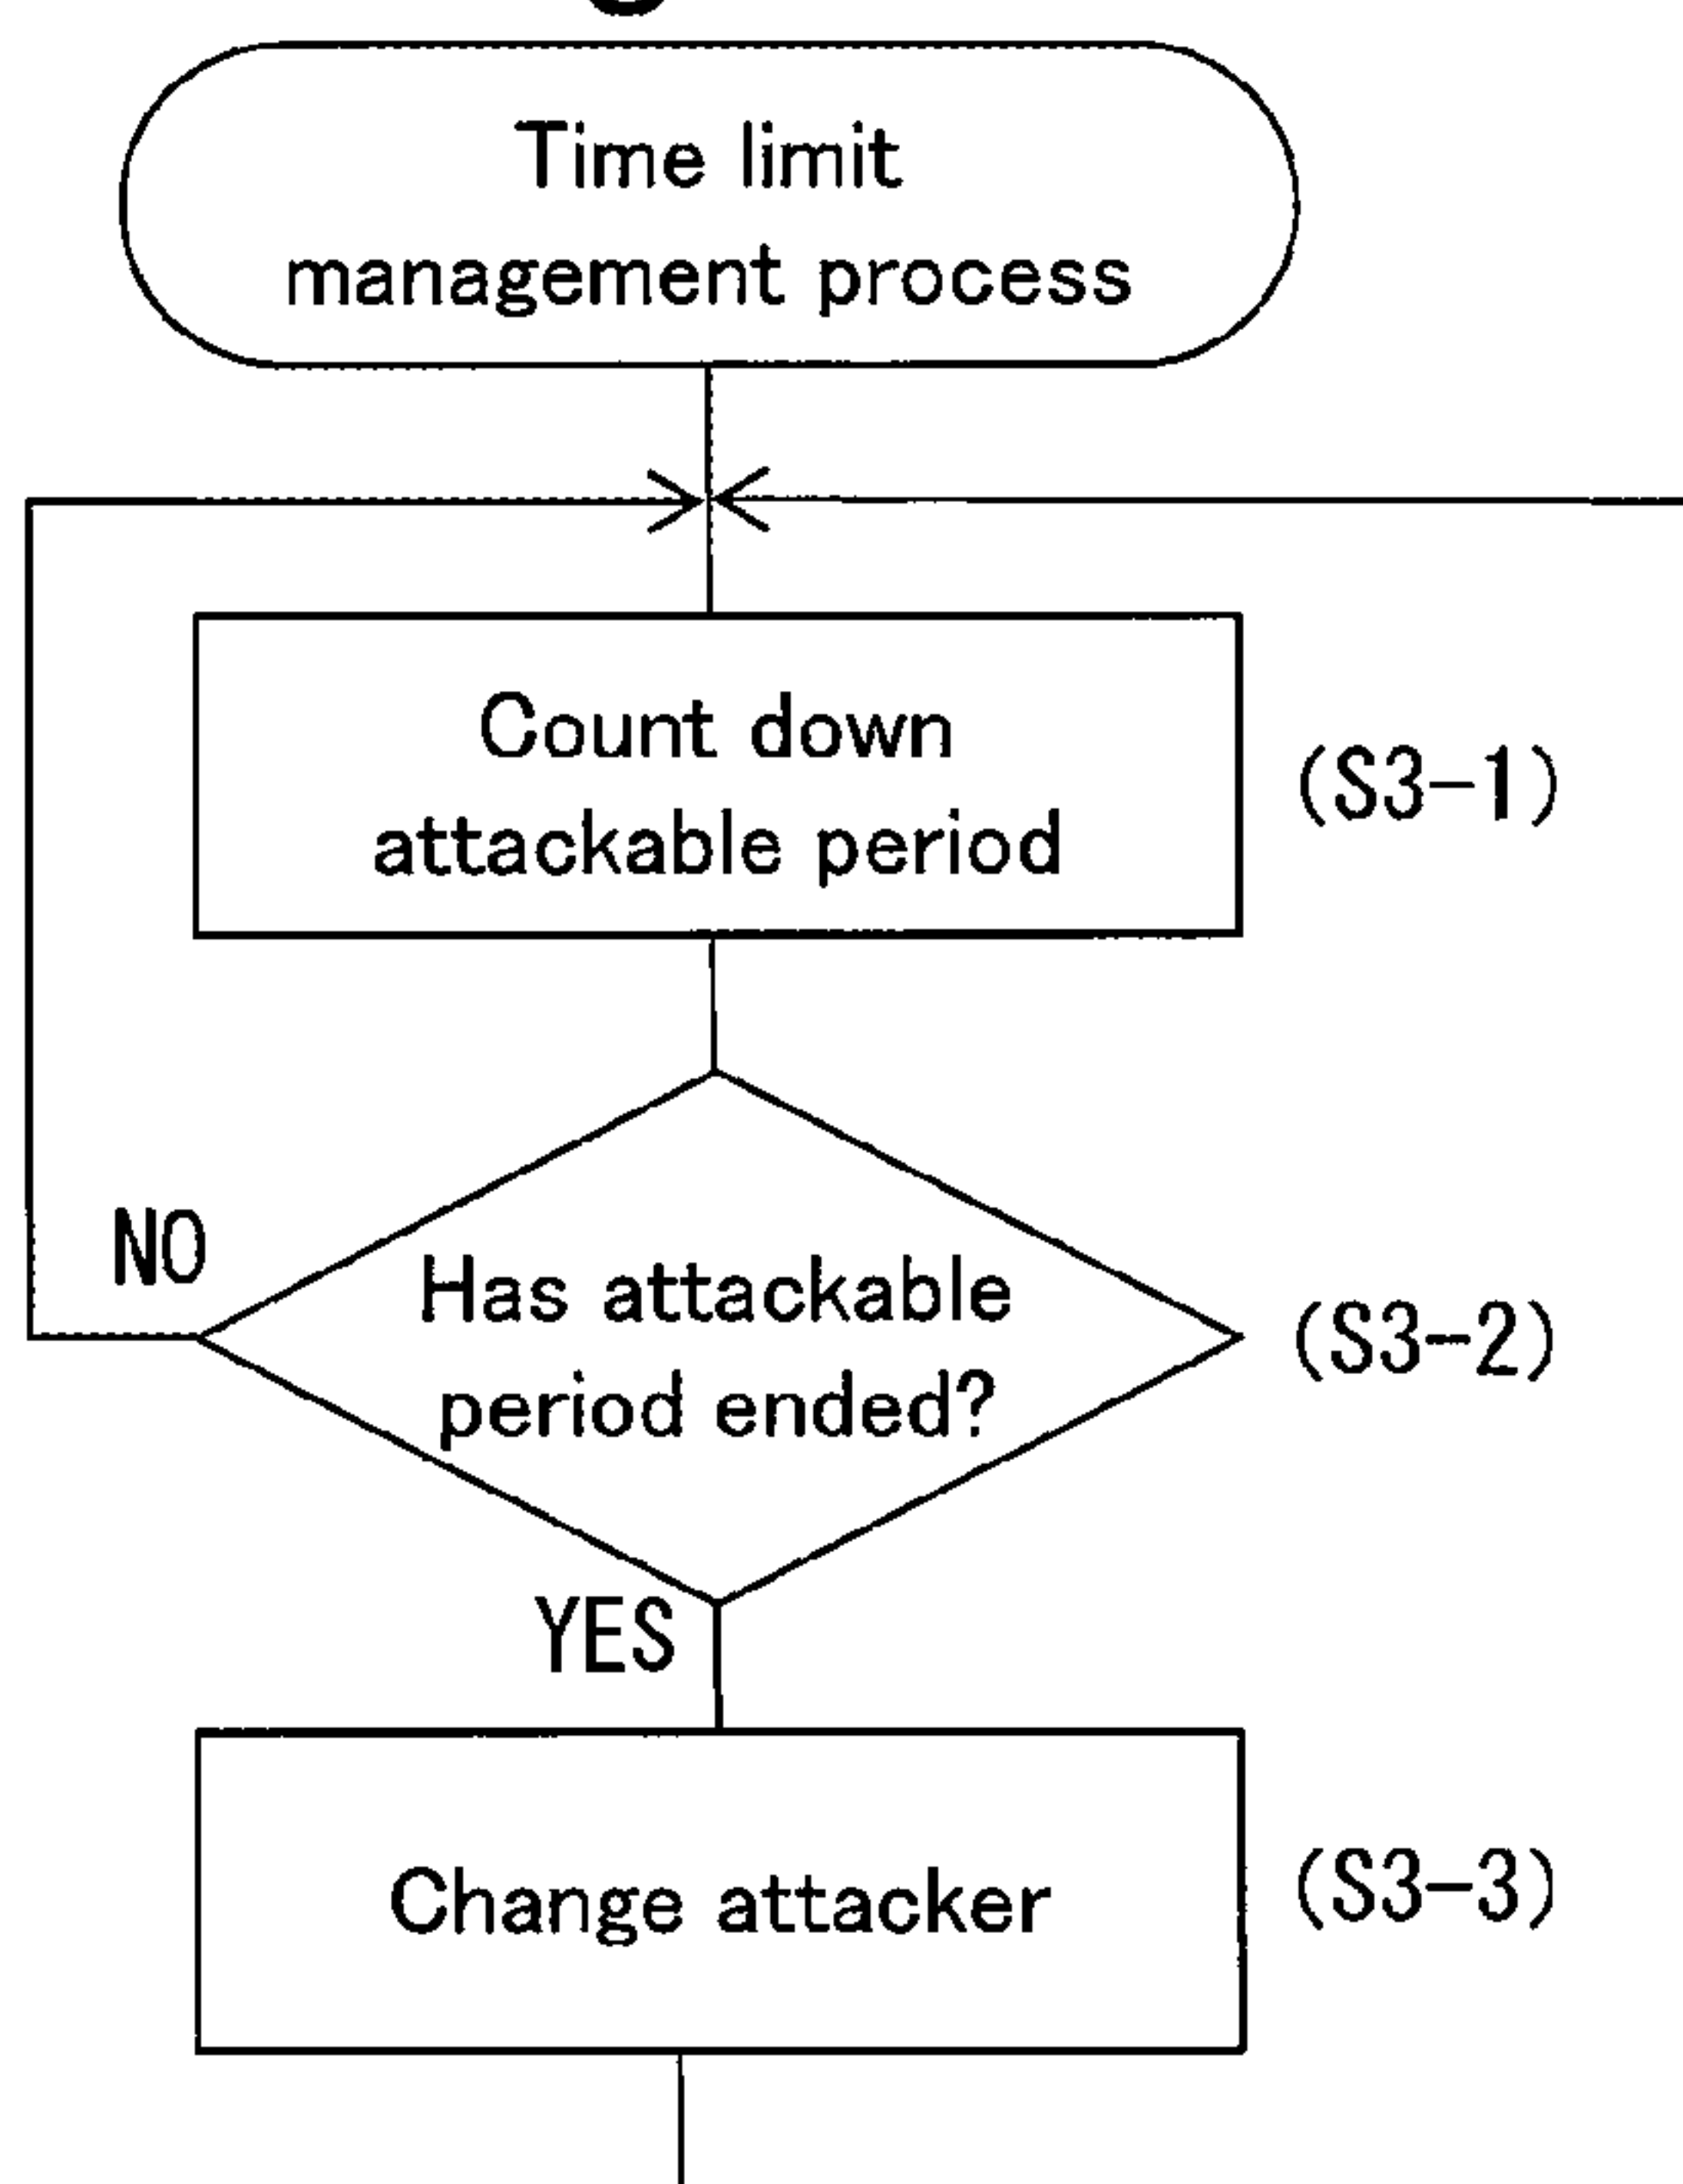 Time limit
management process
Count down
attackable period
(S3-1)
NO
Has attackable
period ended?
(S3-2)
YES
Change attacker
(S3-3)